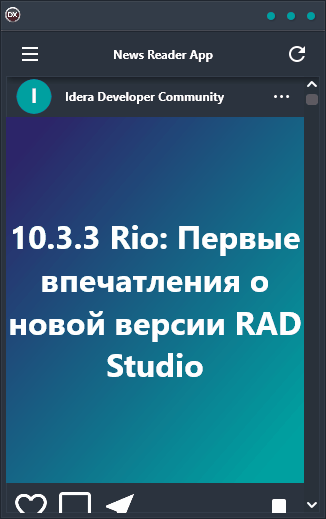 DX
News Reader App
I
Idera Developer Community
10.3.3 Rio: Первые
впечатления о
новой версии RAD
Studio